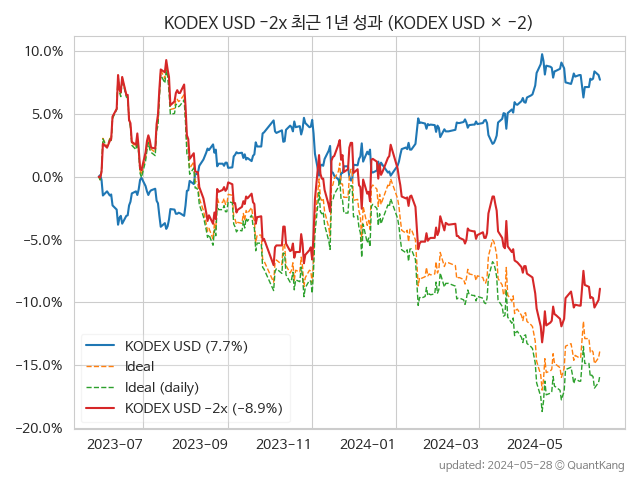 KODEX USD −2x 최근 1년 성과 (KODEX USD × −2)
10.0%
5.0%
0.0%
−5.0%
−10.0%
−15.0%
−20.0%
KODEX USD (7.7%)
Ideal
Ideal (daily)
KODEX USD −2x (−8.9%)
2023−07
2023−09
2023−11
2024−01
2024−03
2024−05
updated: 2024-05-28 © QuantKang